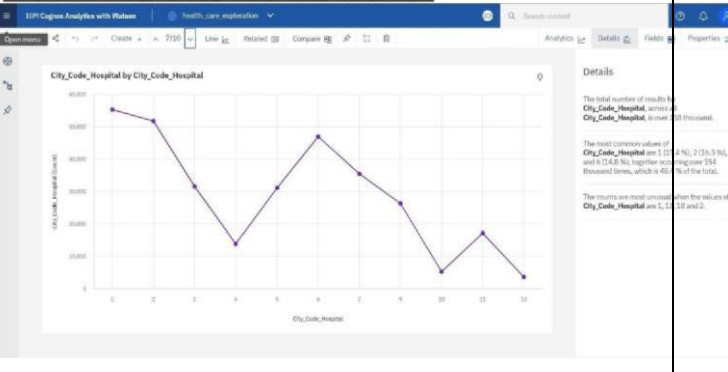 IBM Cognos Analytics with Watson
health_care_exploration
Search content
Open menu
Create
7/10
Line
Related
Compare
Analytics
Details
Fields
Properties
City_Code_Hospital by City_Code_Hospital
City_Code_Hospital (Count)
60,000
50,000
40,000
30,000
20,000
10,000
0
1 2 3 4 5 6 7 9 10 11 13
City_Code_Hospital
Details
The total number of results for
City_Code_Hospital, across all
City_Code_Hospital, is over thousand.
The most common values of
City_Code_Hospital are 1 (17.4 %), 2 (16.3 %),
and 6 (14.8 %), together occurring over 154
thousand times, which is % of the total.
The counts are most unusual when the values of
City_Code_Hospital are 1, 10 and 2.